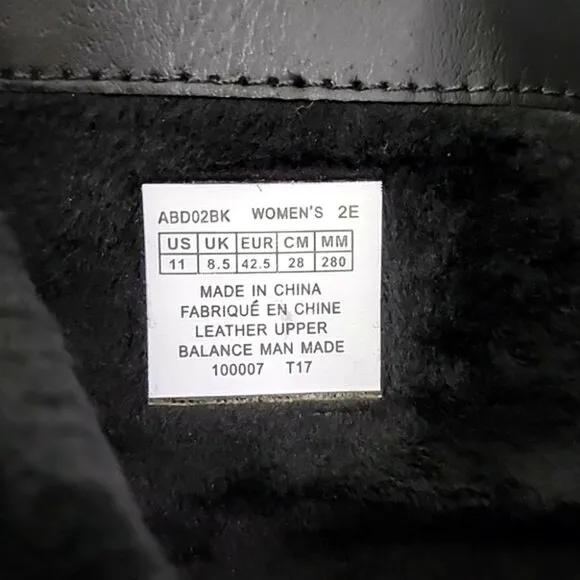 ABD02BK WOMEN'S 2E
US UK EUR CM MM
11 8.5 42.5 28 280
MADE IN CHINA
FABRIQUÉ EN CHINE
LEATHER UPPER
BALANCE MAN MADE
100007 T17